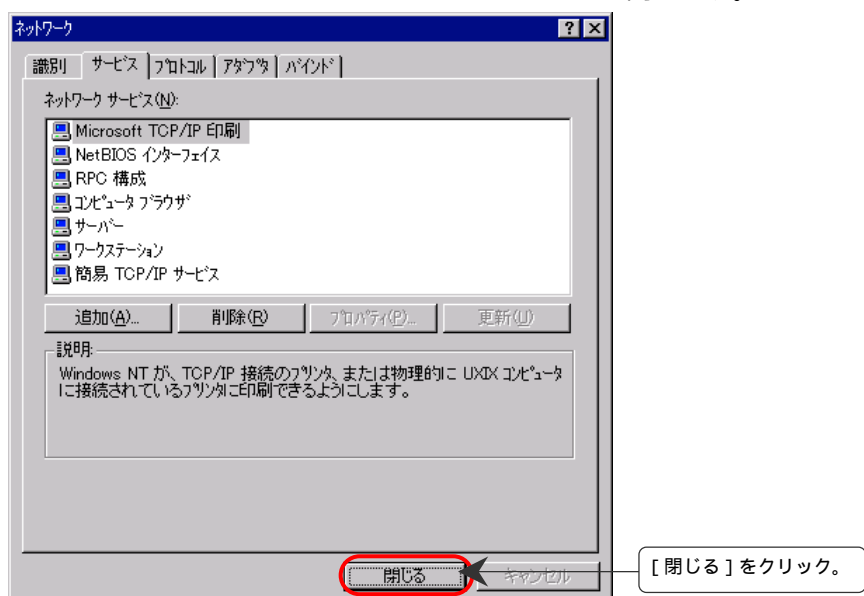 ネットワーク
識別 サービス プロトコル アダプタ バインド
ネットワーク サービス(N):
Microsoft TCP/IP 印刷
NetBIOS インターフェイス
RPC 構成
コンピュータ ブラウザ
サーバー
ワークステーション
簡易 TCP/IP サービス
追加(A)... 削除(R) プロパティ(P)... 更新(U)
説明:
Windows NT が、TCP/IP 接続のプリンタ、または物理的に UXIX コンピュータ
に接続されているプリンタに印刷できるようにします。
閉じる キャンセル
[ 閉じる ] をクリック。